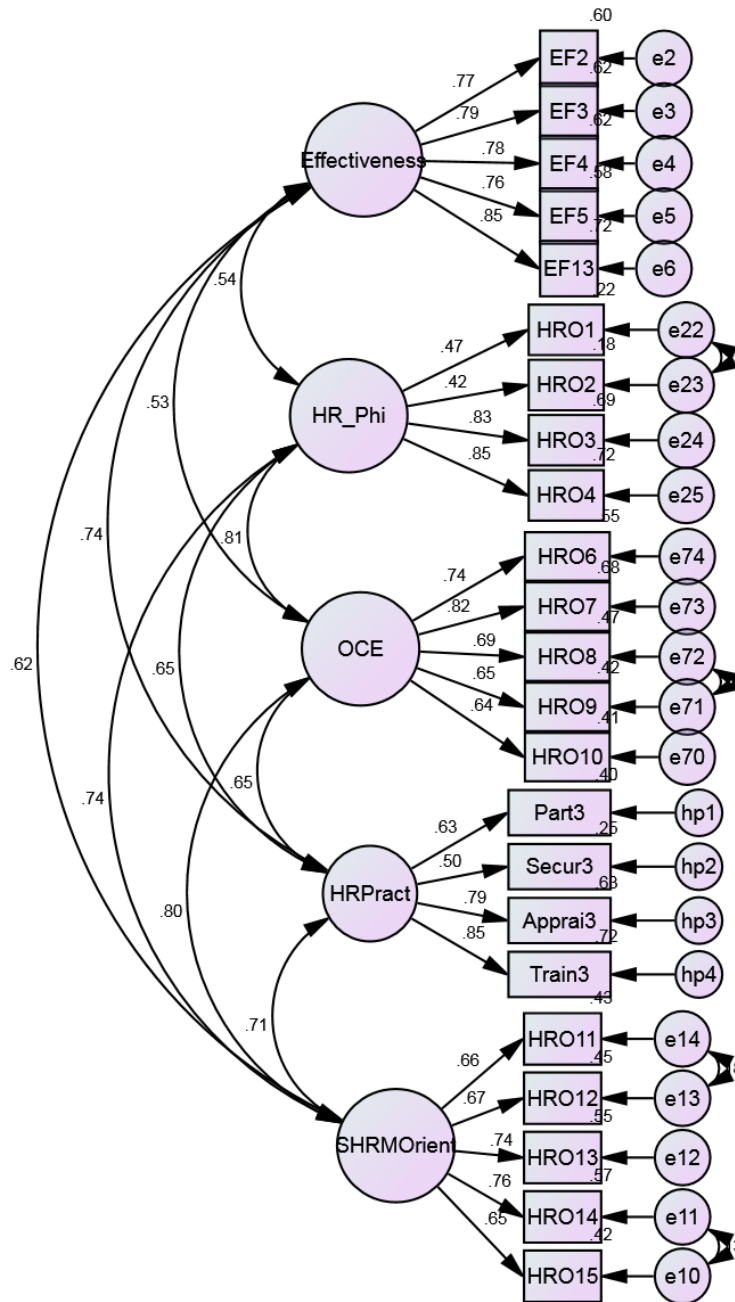 .60
EF2
e2
.77
.62
EF3
e3
.79
.62
Effectiveness
EF4
e4
.78
.58
EF5
e5
.76
.72
EF13
e6
.85
.22
.54
HRO1
e22
.47
.18
HRO2
e23
.42
.69
.53
HR_Phi
HRO3
e24
.83
.72
HRO4
e25
.85
.55
.74
.81
HRO6
e74
.74
.68
HRO7
e73
.82
.47
OCE
HRO8
e72
.69
.42
.62
.65
HRO9
e71
.65
.41
HRO10
e70
.64
.40
.74
.65
Part3
hp1
.63
.25
Secur3
hp2
.50
.63
HRPract
.80
Apprai3
hp3
.79
.72
Train3
hp4
.85
.43
.71
HRO11
e14
.66
.45
HRO12
e13
.67
.55
SHRMOrient
HRO13
e12
.74
.57
HRO14
e11
.76
.42
HRO15
e10
.65